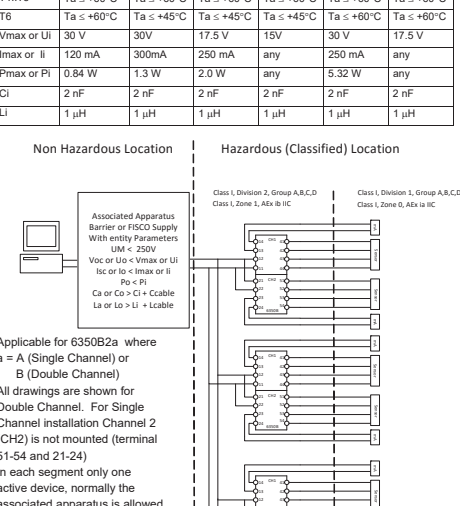 T6 Ta ≤ +60°C Ta ≤ +45°C Ta ≤ +45°C Ta ≤ +45°C Ta ≤ +60°C Ta ≤ +60°C
Vmax or Ui 30 V 30V 17.5 V 15V 30 V 17.5 V
Imax or Ii 120 mA 300mA 250 mA any 250 mA any
Pmax or Pi 0.84 W 1.3 W 2.0 W any 5.32 W any
Ci 2 nF 2 nF 2 nF 2 nF 2 nF 2 nF
Li 1 µH 1 µH 1 µH 1 µH 1 µH 1 µH
Non Hazardous Location
Hazardous (Classified) Location
Class I, Division 2, Group A,B,C,D
Class I, Zone 1, AEx ib IIC
Class I, Division 1, Group A,B,C,D
Class I, Zone 0, AEx ia IIC
Associated Apparatus
Barrier or FISCO Supply
With entity Parameters
UM < 250V
Voc or Uo < Vmax or Ui
Isc or Io < Imax or Ii
Po < Pi
Ca or Co > Ci + Ccable
La or Lo > Li + Lcable
Applicable for 6350B2a where
a = A (Single Channel) or
B (Double Channel)
All drawings are shown for
Double Channel. For Single
Channel installation Channel 2
(CH2) is not mounted (terminal
51-54 and 21-24)
In each segment only one
active device, normally the
associated apparatus is allowed
CH1
CH2
6350B
CH1
CH2
6350B
CH1